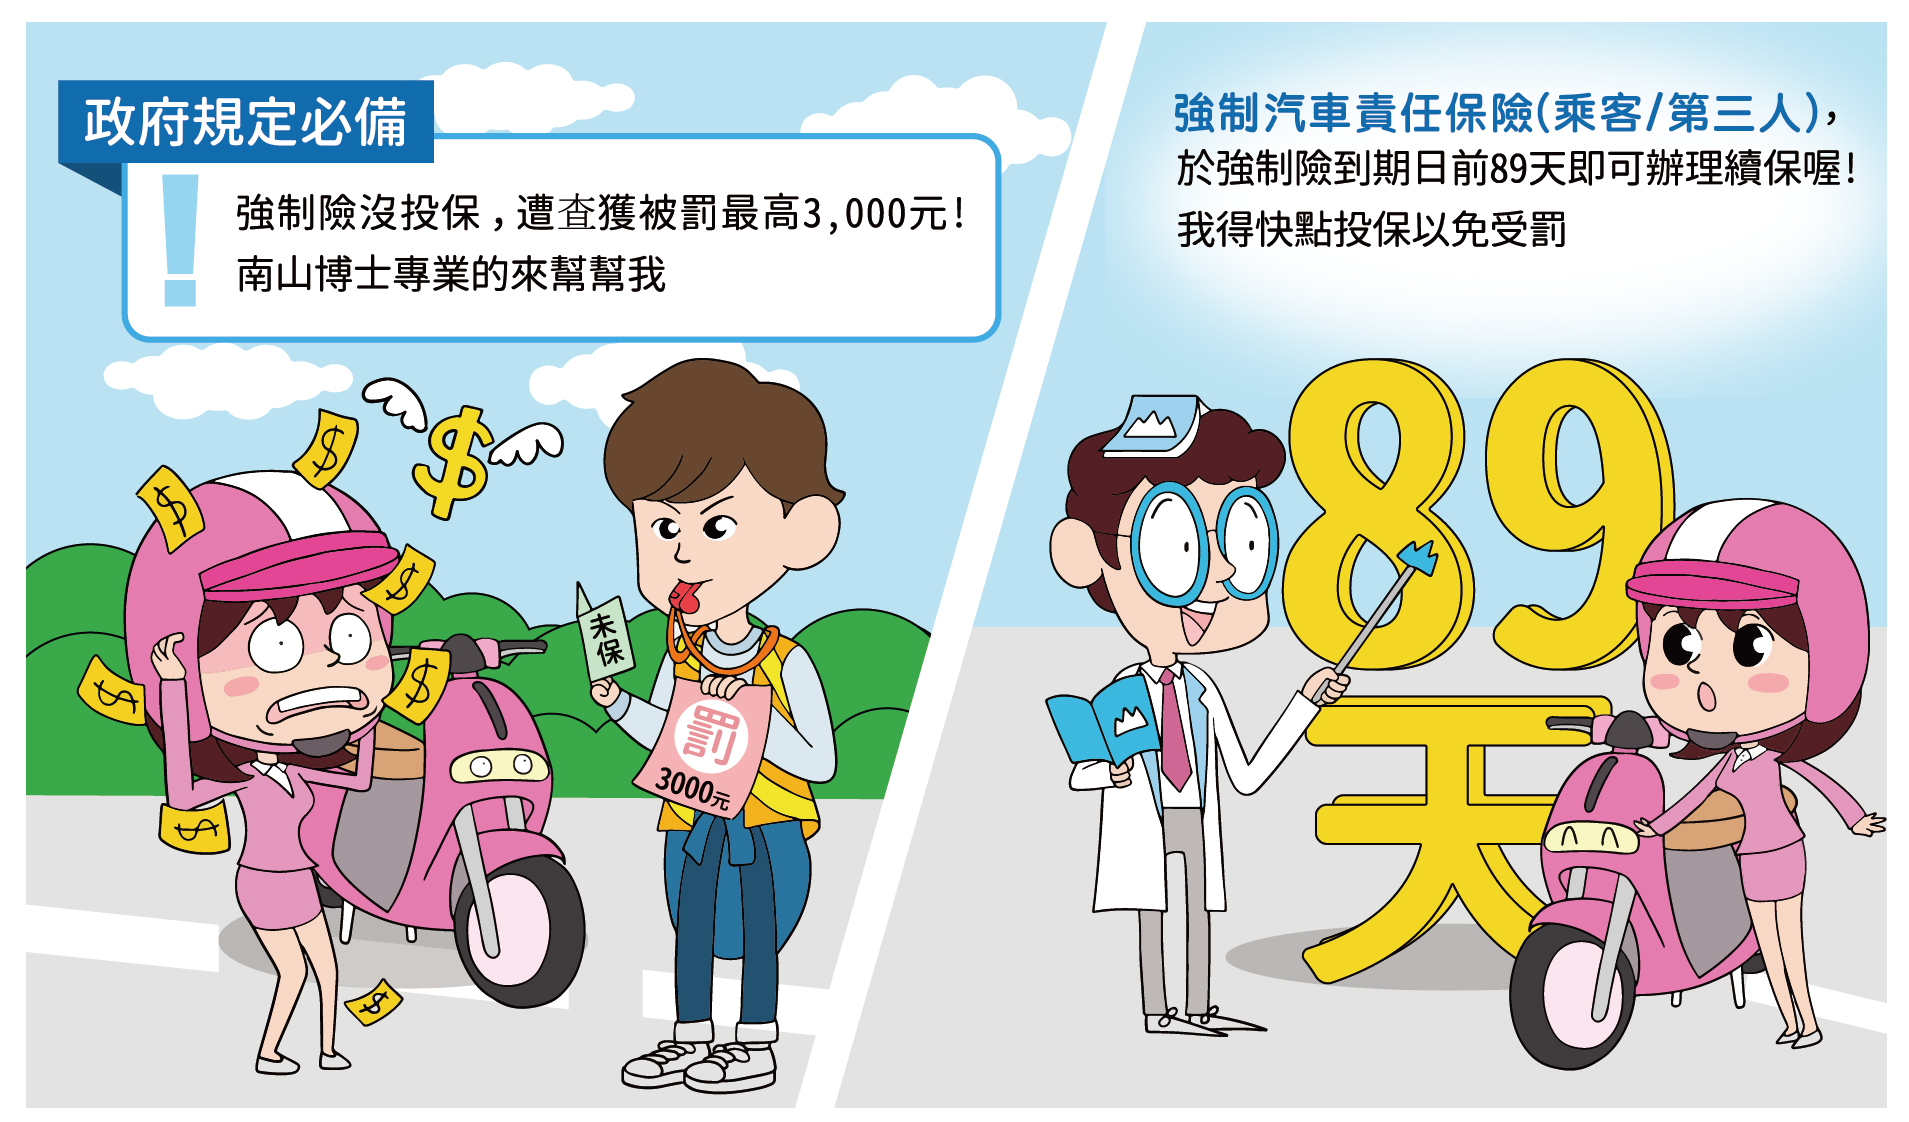 政府規定必備
強制險沒投保，遭查獲被罰最高3,000元!
南山博士專業的來幫幫我
未保
罰
3000元
強制汽車責任保險(乘客/第三人)，
於強制險到期日前89天即可辦理續保喔!
我得快點投保以免受罰
89
天